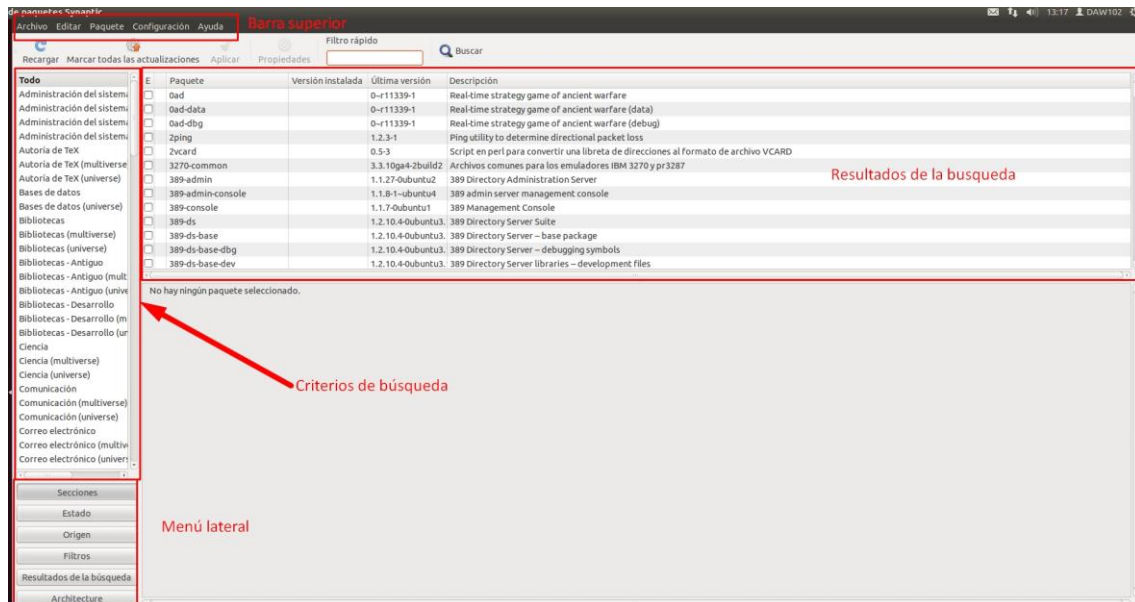 de paquetes Synaptic
13:17 DAW102
Archivo Editar Paquete Configuración Ayuda
Barra superior
Recargar Marcar todas las actualizaciones Aplicar Propiedades
Filtro rápido
Buscar
Todo
Administración del sistema
Administración del sistema
Administración del sistema
Administración del sistema
Autoría de TeX
Autoría de TeX (multiverse
Autoría de TeX (universe)
Bases de datos
Bases de datos (universe)
Bibliotecas
Bibliotecas (multiverse)
Bibliotecas (universe)
Bibliotecas - Antiguo
Bibliotecas - Antiguo (mult
Bibliotecas - Antiguo (unive
Bibliotecas - Desarrollo
Bibliotecas - Desarrollo (m
Bibliotecas - Desarrollo (ur
Ciencia
Ciencia (multiverse)
Ciencia (universe)
Comunicación
Comunicación (multiverse)
Comunicación (universe)
Correo electrónico
Correo electrónico (multiv
Correo electrónico (univers
E Paquete Versión instalada Última versión Descripción
0ad 0~r11339-1 Real-time strategy game of ancient warfare
0ad-data 0~r11339-1 Real-time strategy game of ancient warfare (data)
0ad-dbg 0~r11339-1 Real-time strategy game of ancient warfare (debug)
2ping 1.2.3-1 Ping utility to determine directional packet loss
2vcard 0.5-3 Script en perl para convertir una libreta de direcciones al formato de archivo VCARD
3270-common 3.3.10ga4-2build2 Archivos comunes para los emuladores IBM 3270 y pr3287
389-admin 1.1.27-0ubuntu2 389 Directory Administration Server
389-admin-console 1.1.8-1~ubuntu4 389 admin server management console
389-console 1.1.7-0ubuntu1 389 Management Console
389-ds 1.2.10.4-0ubuntu3. 389 Directory Server Suite
389-ds-base 1.2.10.4-0ubuntu3. 389 Directory Server – base package
389-ds-base-dbg 1.2.10.4-0ubuntu3. 389 Directory Server – debugging symbols
389-ds-base-dev 1.2.10.4-0ubuntu3. 389 Directory Server libraries – development files
Resultados de la busqueda
No hay ningún paquete seleccionado.
Criterios de búsqueda
Secciones
Estado
Origen
Filtros
Resultados de la búsqueda
Architecture
Menú lateral